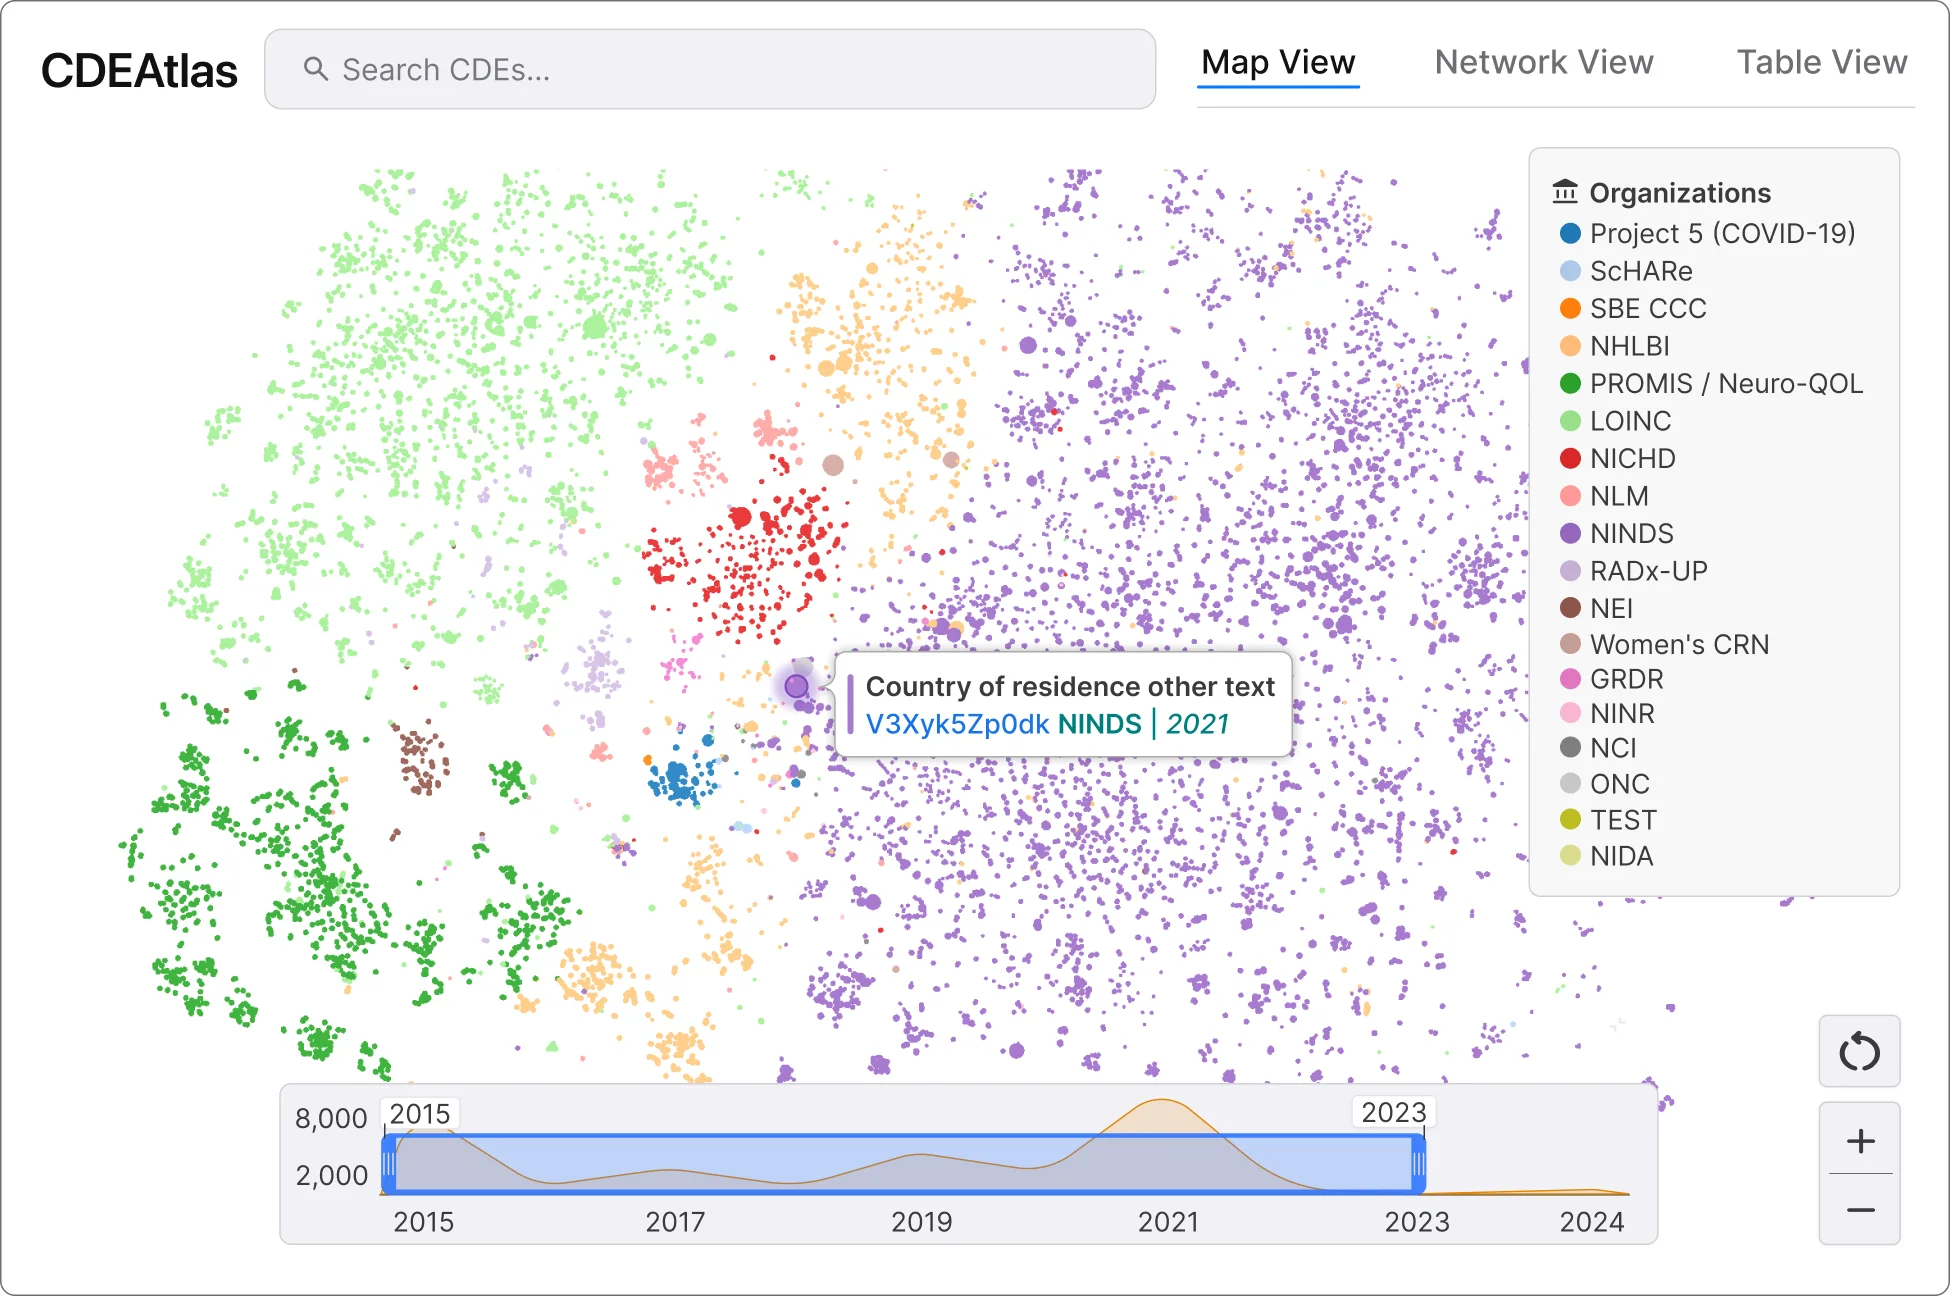 CDEAtlas
Search CDEs...
Map View
Network View
Table View
Organizations
Project 5 (COVID-19)
ScHARe
SBE CCC
NHLBI
PROMIS / Neuro-QOL
LOINC
NICHD
NLM
NINDS
RADx-UP
NEI
Women's CRN
GRDR
NINR
NCI
ONC
TEST
NIDA
Country of residence other text
V3Xyk5Zp0dk NINDS | 2021
8,000
2,000
2015
2023
2015 2017 2019 2021 2023 2024
+
−